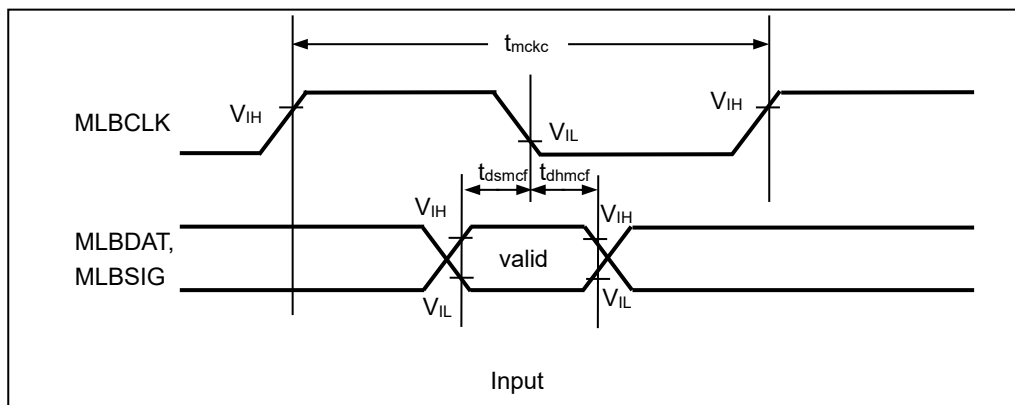 tmckc
VIH
VIH
MLBCLK
VIL
tdsmcf
tdhmcf
VIH
VIH
MLBDAT,
valid
MLBSIG
VIL
VIL
Input